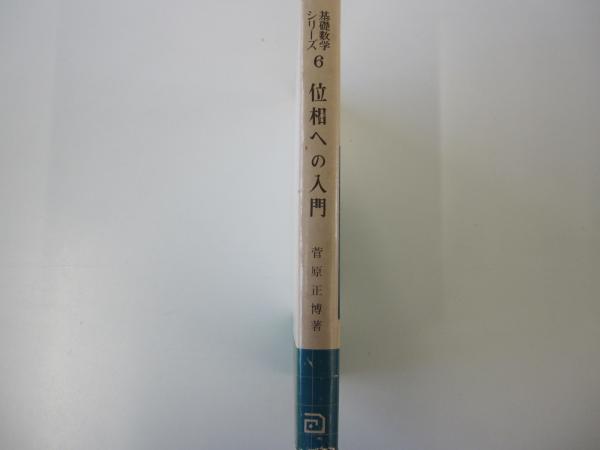 基礎数学
シリーズ
6
位相への入門
菅原正博著